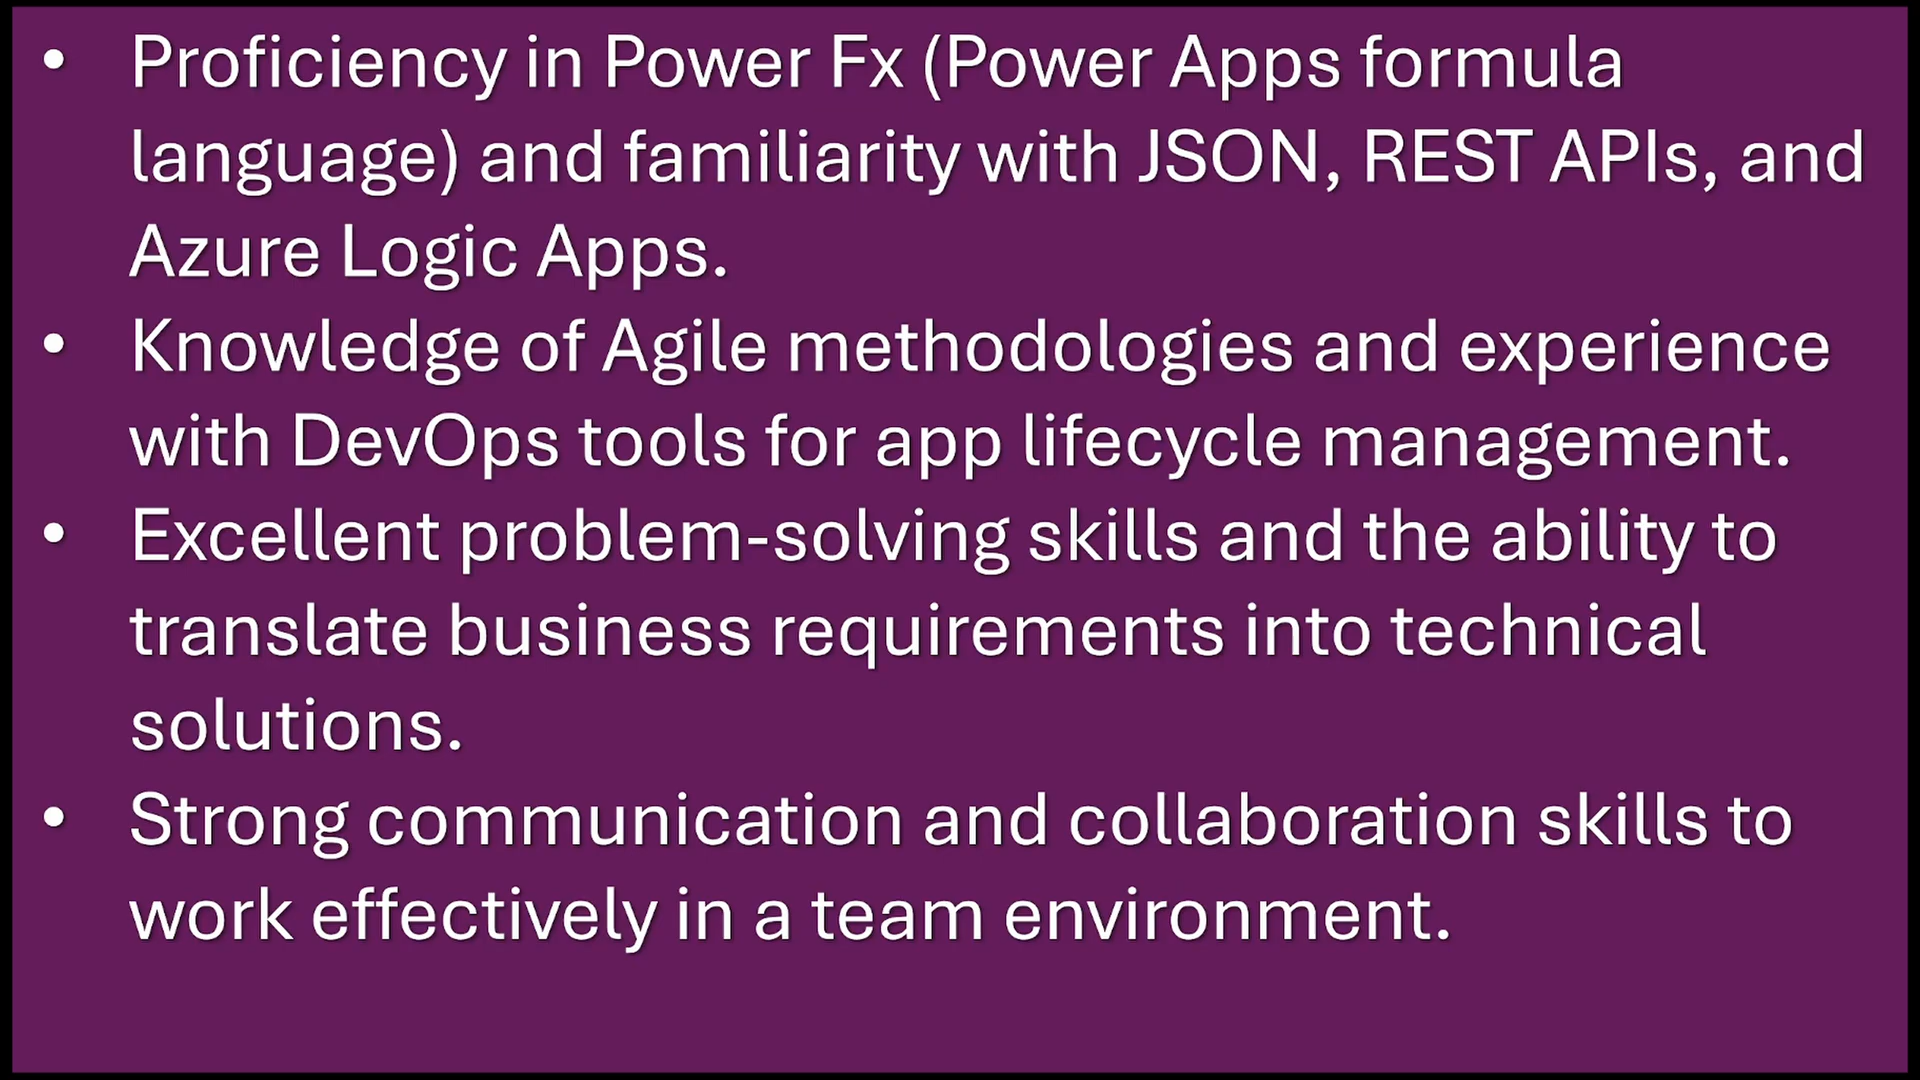 • Proficiency in Power Fx (Power Apps formula
language) and familiarity with JSON, REST APIs, and
Azure Logic Apps.
• Knowledge of Agile methodologies and experience
with DevOps tools for app lifecycle management.
• Excellent problem-solving skills and the ability to
translate business requirements into technical
solutions.
• Strong communication and collaboration skills to
work effectively in a team environment.